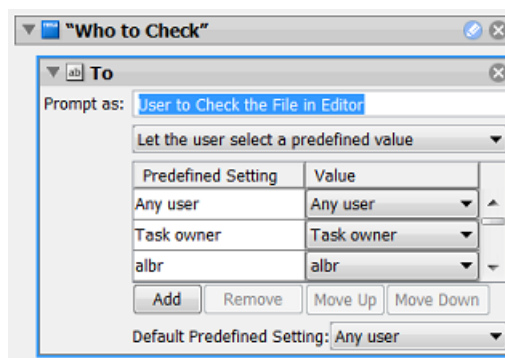 “Who to Check”
ab To
Prompt as: User to Check the File in Editor
Let the user select a predefined value
Predefined Setting Value
Any user Any user
Task owner Task owner
albr albr
Add Remove Move Up Move Down
Default Predefined Setting: Any user